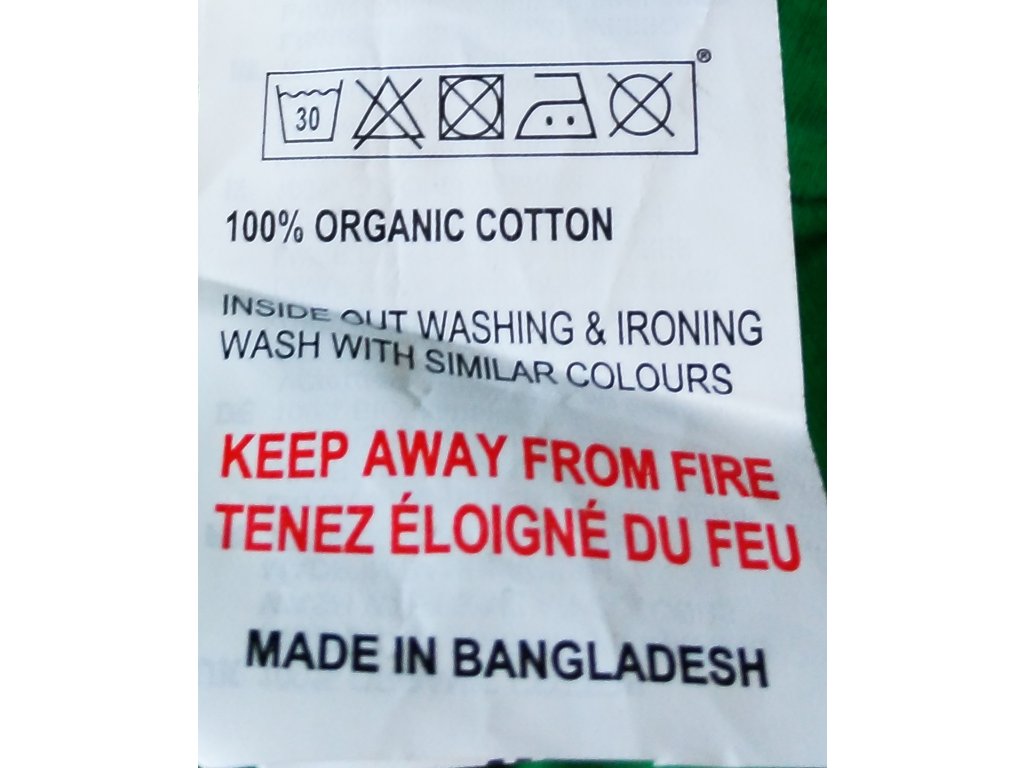 30
®
100% ORGANIC COTTON
INSIDE OUT WASHING & IRONING
WASH WITH SIMILAR COLOURS
KEEP AWAY FROM FIRE
TENEZ ÉLOIGNÉ DU FEU
MADE IN BANGLADESH